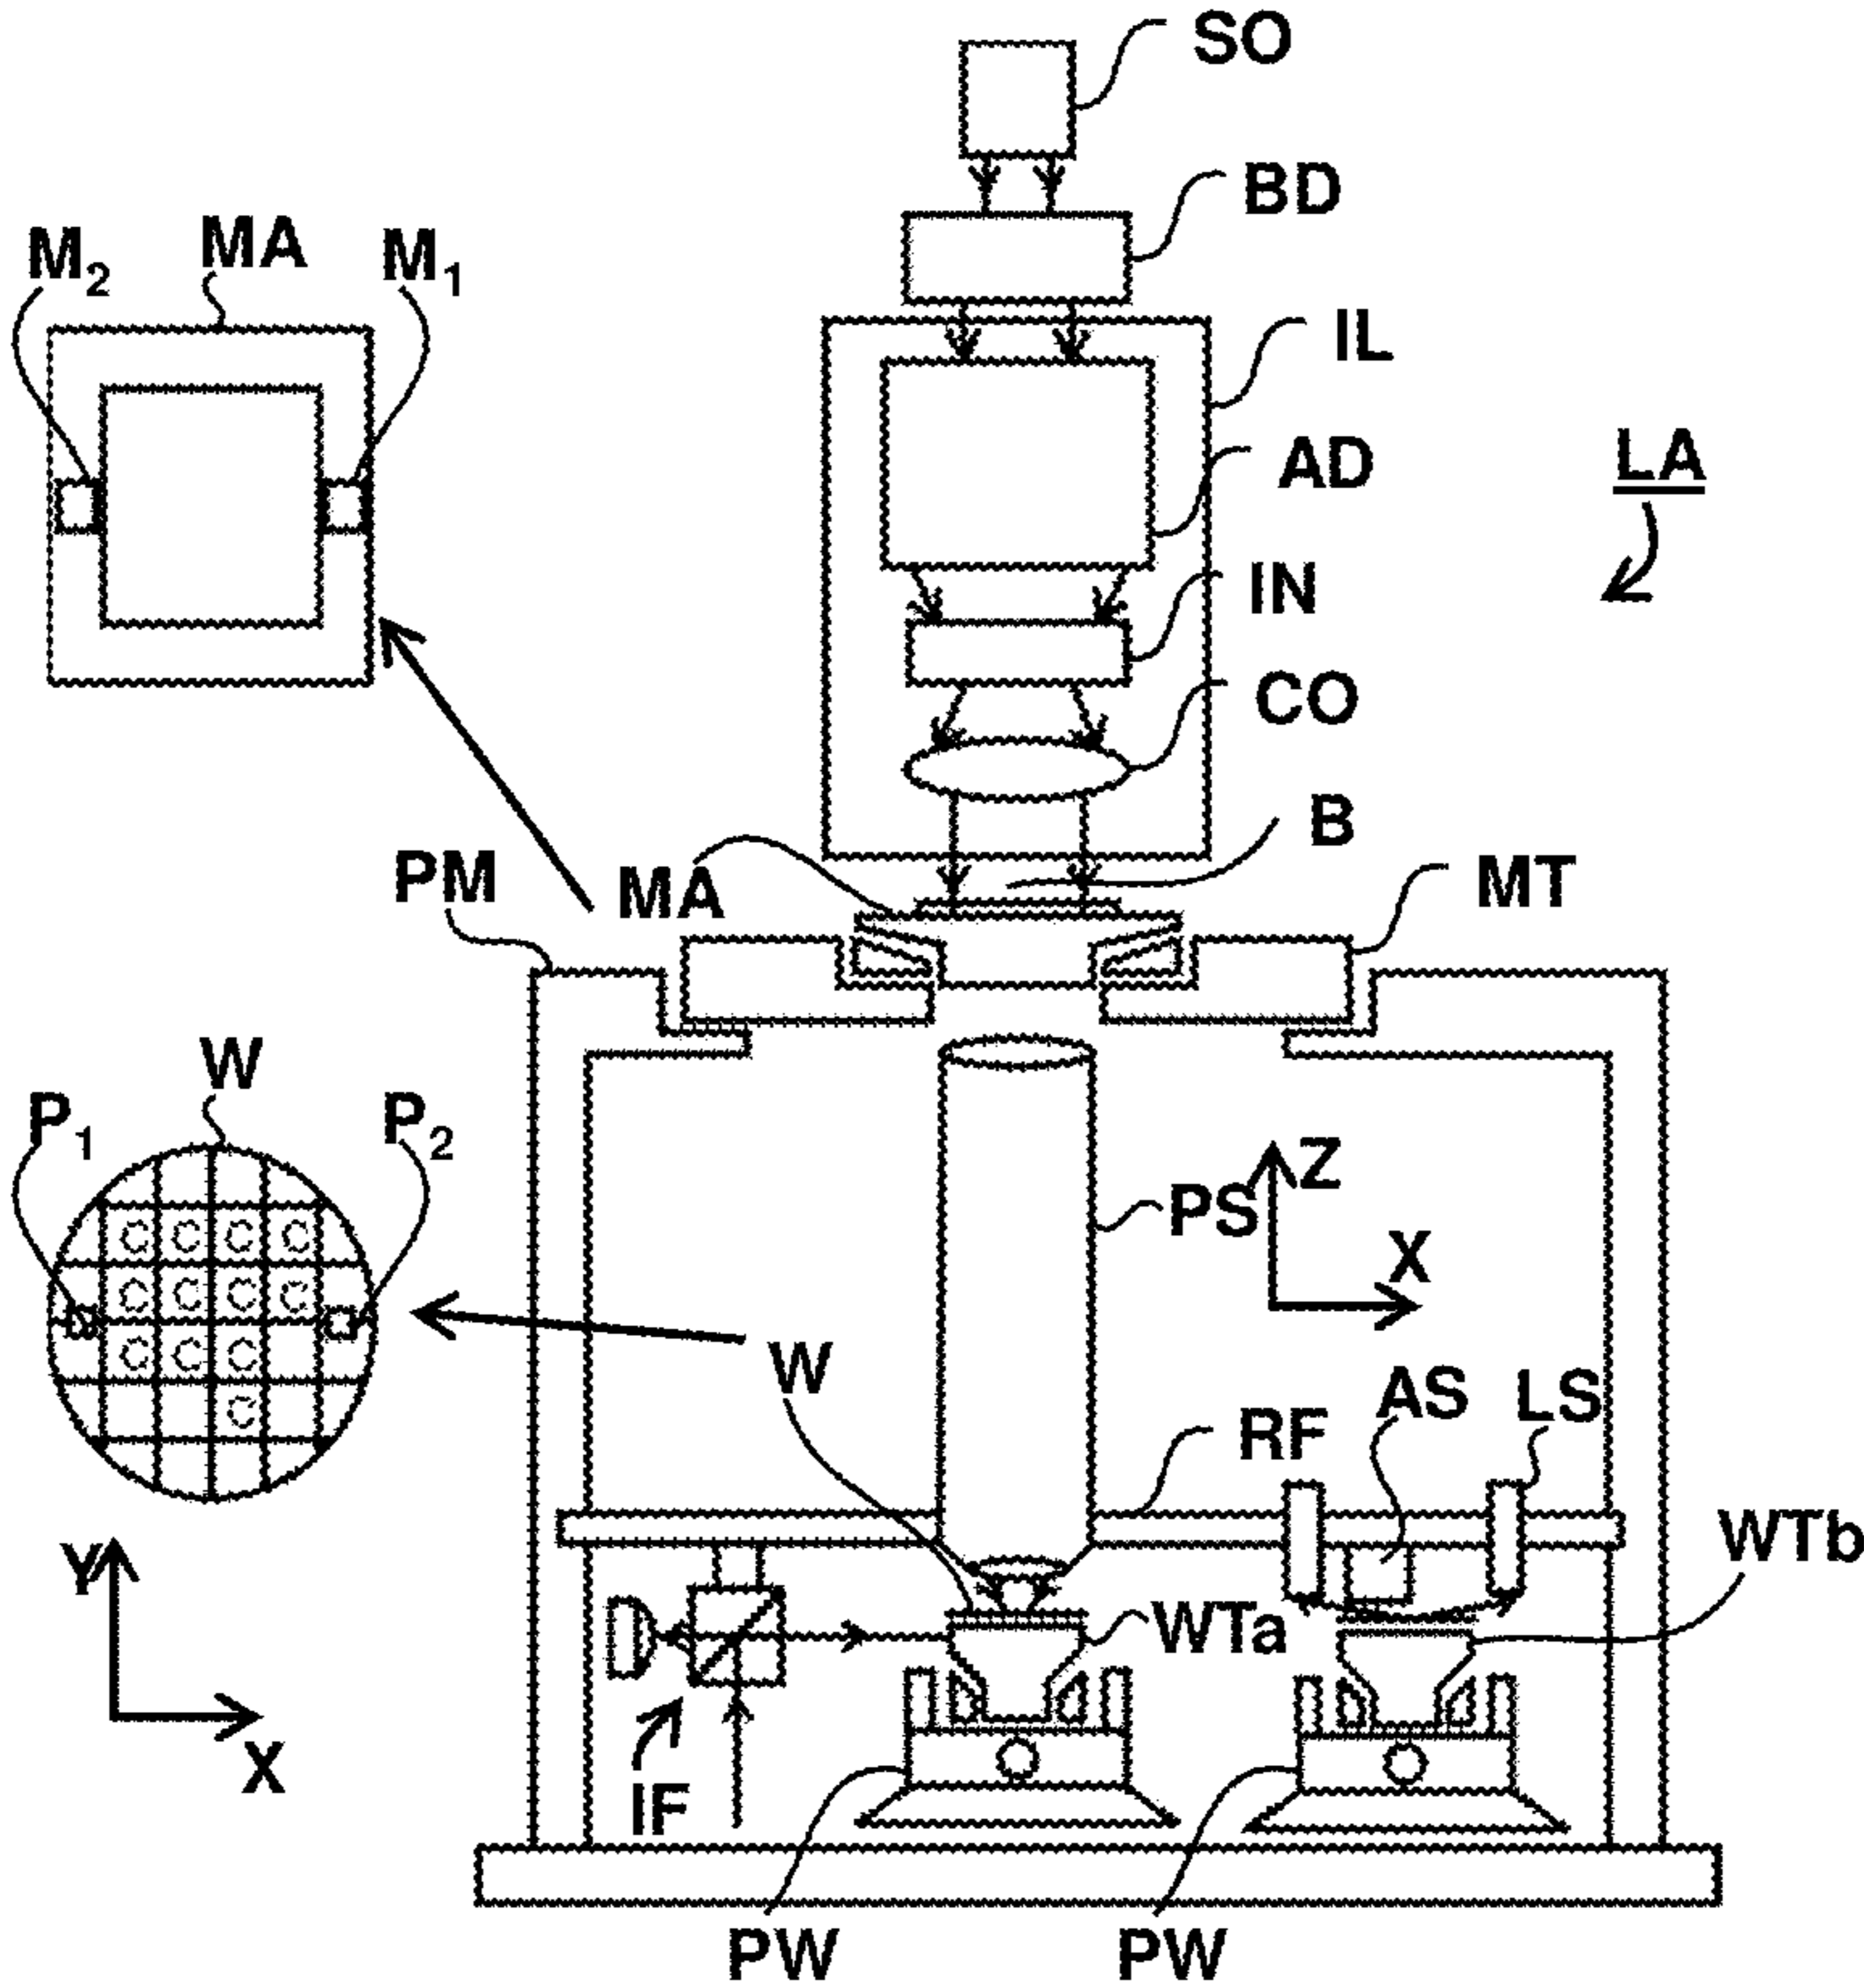 SO
BD
M2 MA M1
IL
AD
LA
IN
CO
B
PM MA MT
W
P1 P2
Z
PS
X
C C C C
C C C C
C C C
C
W
AS LS
RF
WTb
Y
WTa
X
IF
PW PW